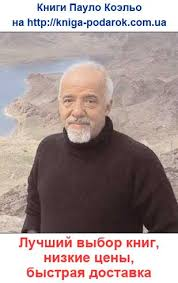 Книги Пауло Коэльо
на http://kniga-podarok.com.ua
Лучший выбор книг,
низкие цены,
быстрая доставка